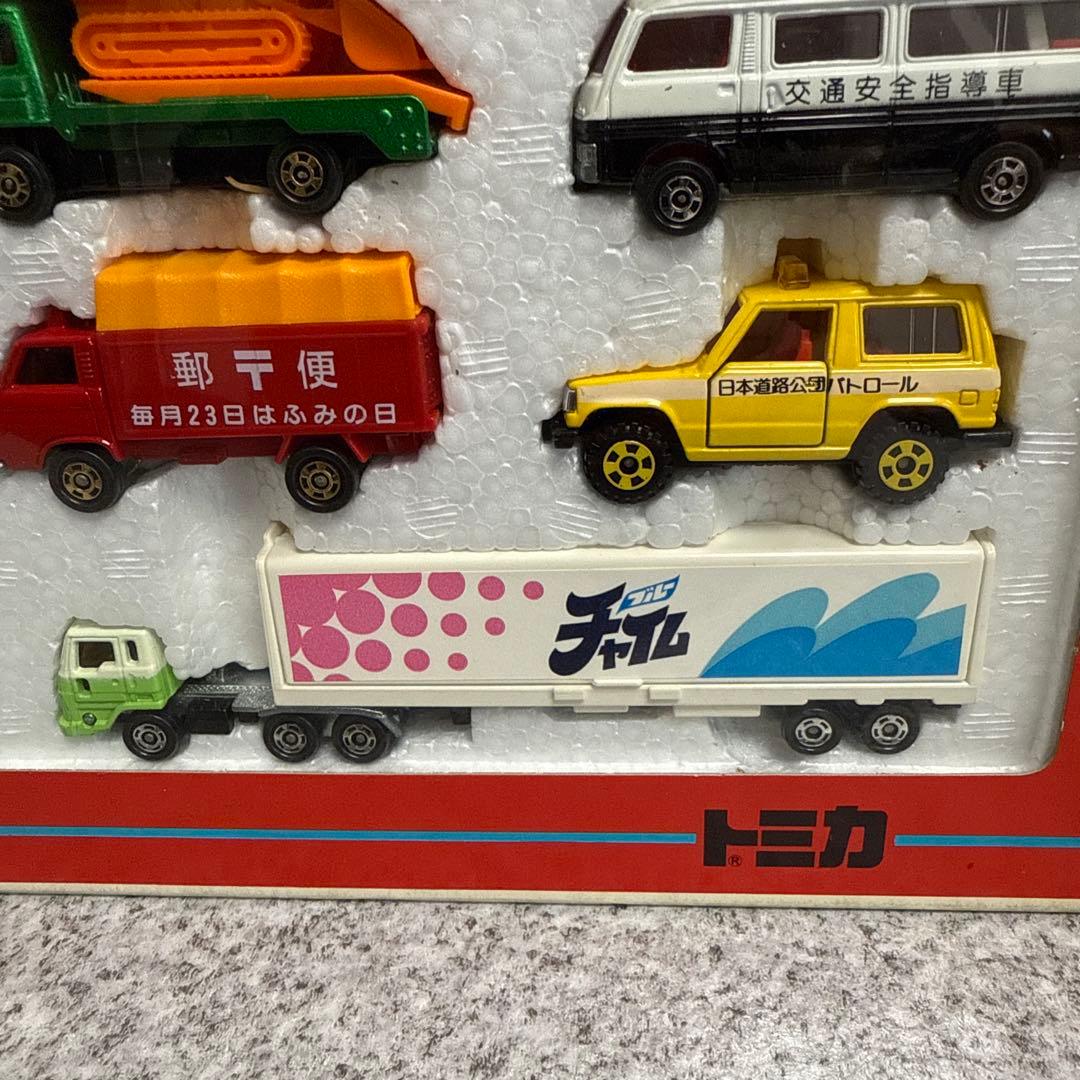 交通安全指導車
郵〒便
毎月23日はふみの日
日本道路公団パトロール
ブルー
チャイム
トミカ
®